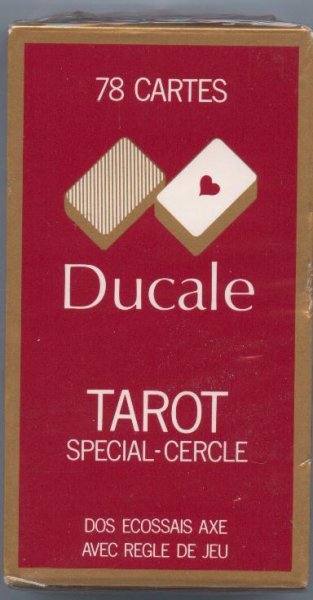 78 CARTES
Ducale
TAROT
SPECIAL-CERCLE
DOS ECOSSAIS AXE
AVEC REGLE DE JEU